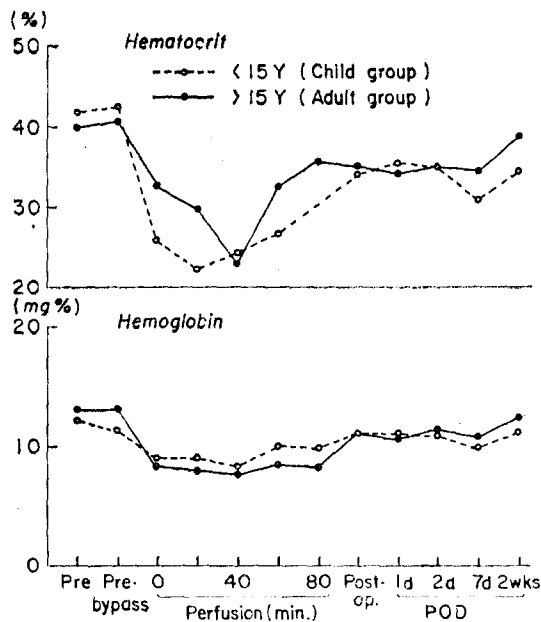 (%)
50
40
30
20
Hematocrit
< 15 Y ( Child group )
> 15 Y ( Adult group )
(mg %)
20
10
0
Hemoglobin
Pre Pre- 0 40 80 Post- 1d 2d 7d 2wks
bypass Perfusion (min.) op. POD